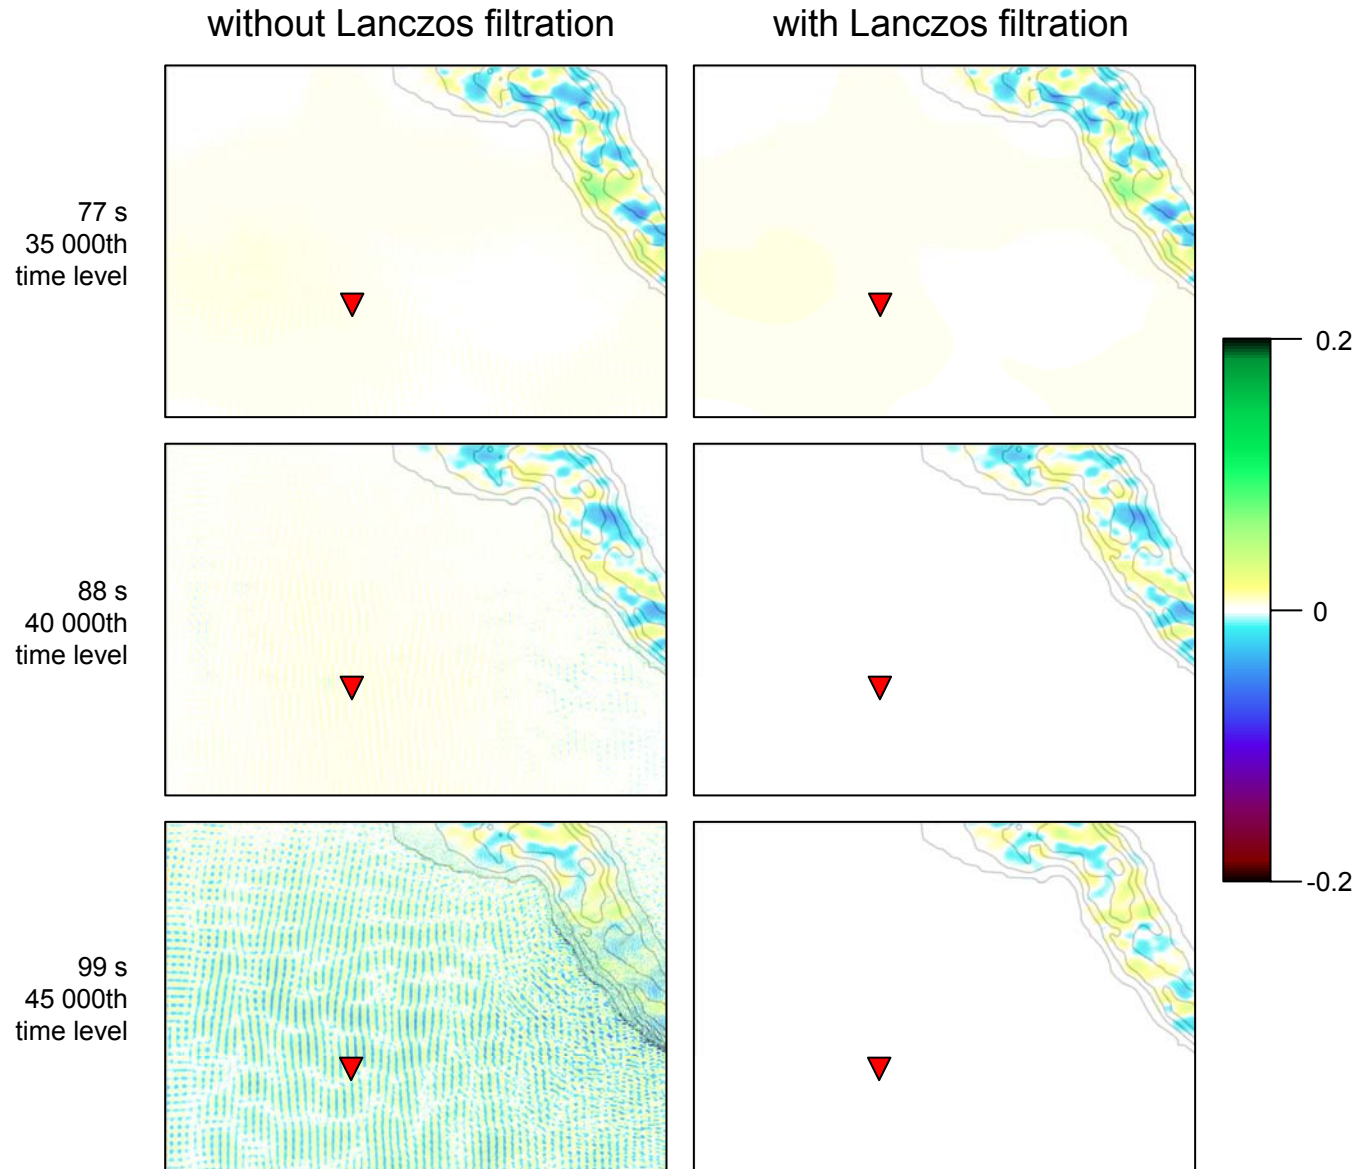 without Lanczos filtration
with Lanczos filtration
77 s
35 000th
time level
88 s
40 000th
time level
99 s
45 000th
time level
0.2
0
-0.2